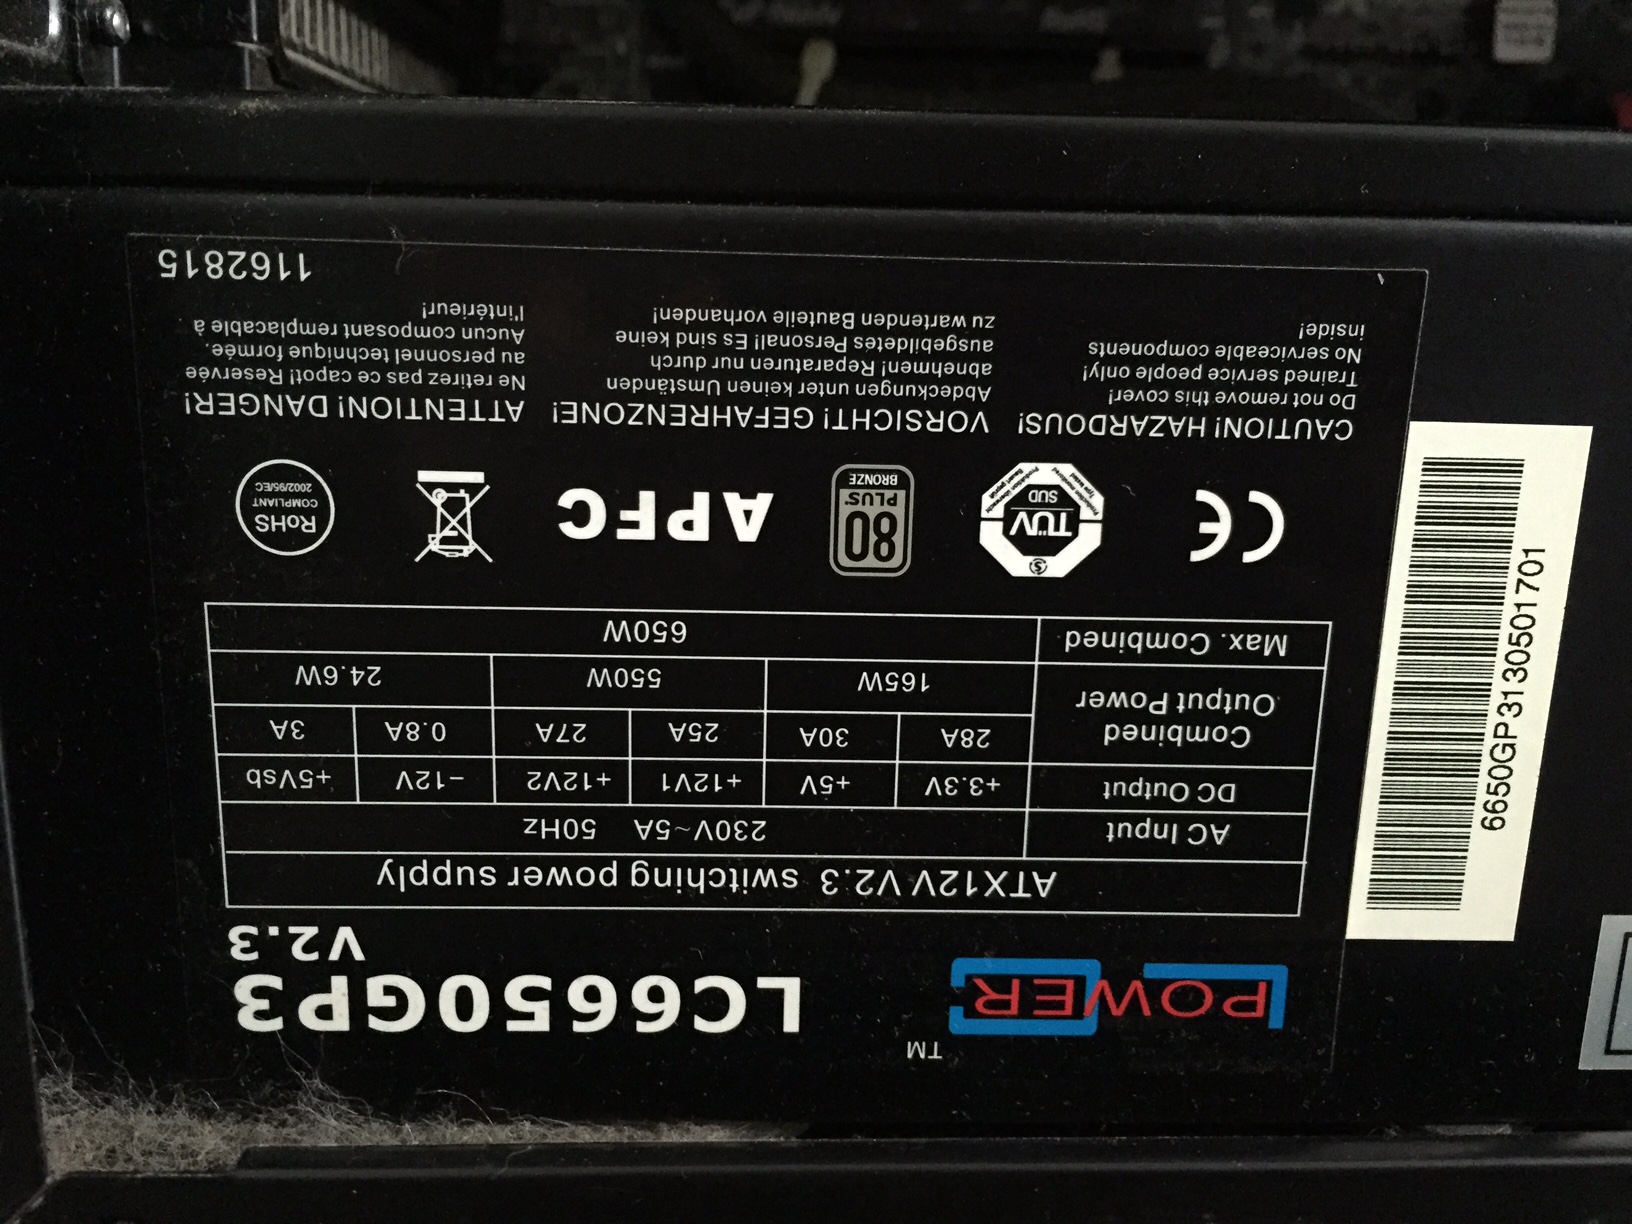 LC POWER
TM
LC6650GP3
V2.3
ATX12V V2.3 switching power supply
AC Input 230V~5A 50Hz
DC Output +3.3V +5V +12V1 +12V2 −12V +5Vsb
Combined Output Power 28A 30A 25A 27A 0.8A 3A
165W 550W 24.6W
Max. Combined 650W
CE
TÜV
SUD
80
PLUS
BRONZE
APFC
RoHS
COMPLIANT
2002/95/EC
CAUTION! HAZARDOUS!
Do not remove this cover!
Trained service people only!
No serviceable components
inside!
VORSICHT! GEFAHRENZONE!
Abdeckungen unter keinen Umständen
abnehmen! Reparaturen nur durch
ausgebildetes Personal! Es sind keine
zu wartenden Bauteile vorhanden!
ATTENTION! DANGER!
Ne retirez pas ce capot! Reservée
au personnel technique formée.
Aucun composant remplacable à
l'intérieur!
1162815
6650GP3130501701